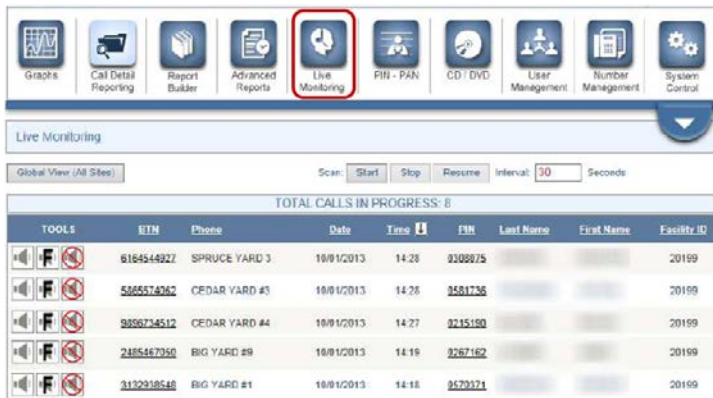 Graphs
Call Detail Reporting
Report Builder
Advanced Reports
Live Monitoring
PIN - PAN
CD / DVD
User Management
Number Management
System Control
Live Monitoring
Global View (All Sites) Scan: Start Stop Resume Interval: 30 Seconds
TOTAL CALLS IN PROGRESS: 8
TOOLS BTN Phone Date Time PIN Last Name First Name Facility ID
F 6164544927 SPRUCE YARD 3 10/01/2013 14:28 0308075 20199
F 5865574062 CEDAR YARD #3 10/01/2013 14:28 0581736 20199
F 9896734512 CEDAR YARD #4 10/01/2013 14:27 0215190 20199
F 2485467050 BIG YARD #9 10/01/2013 14:19 0267162 20199
F 3132938548 BIG YARD #1 10/01/2013 14:18 0570371 20199